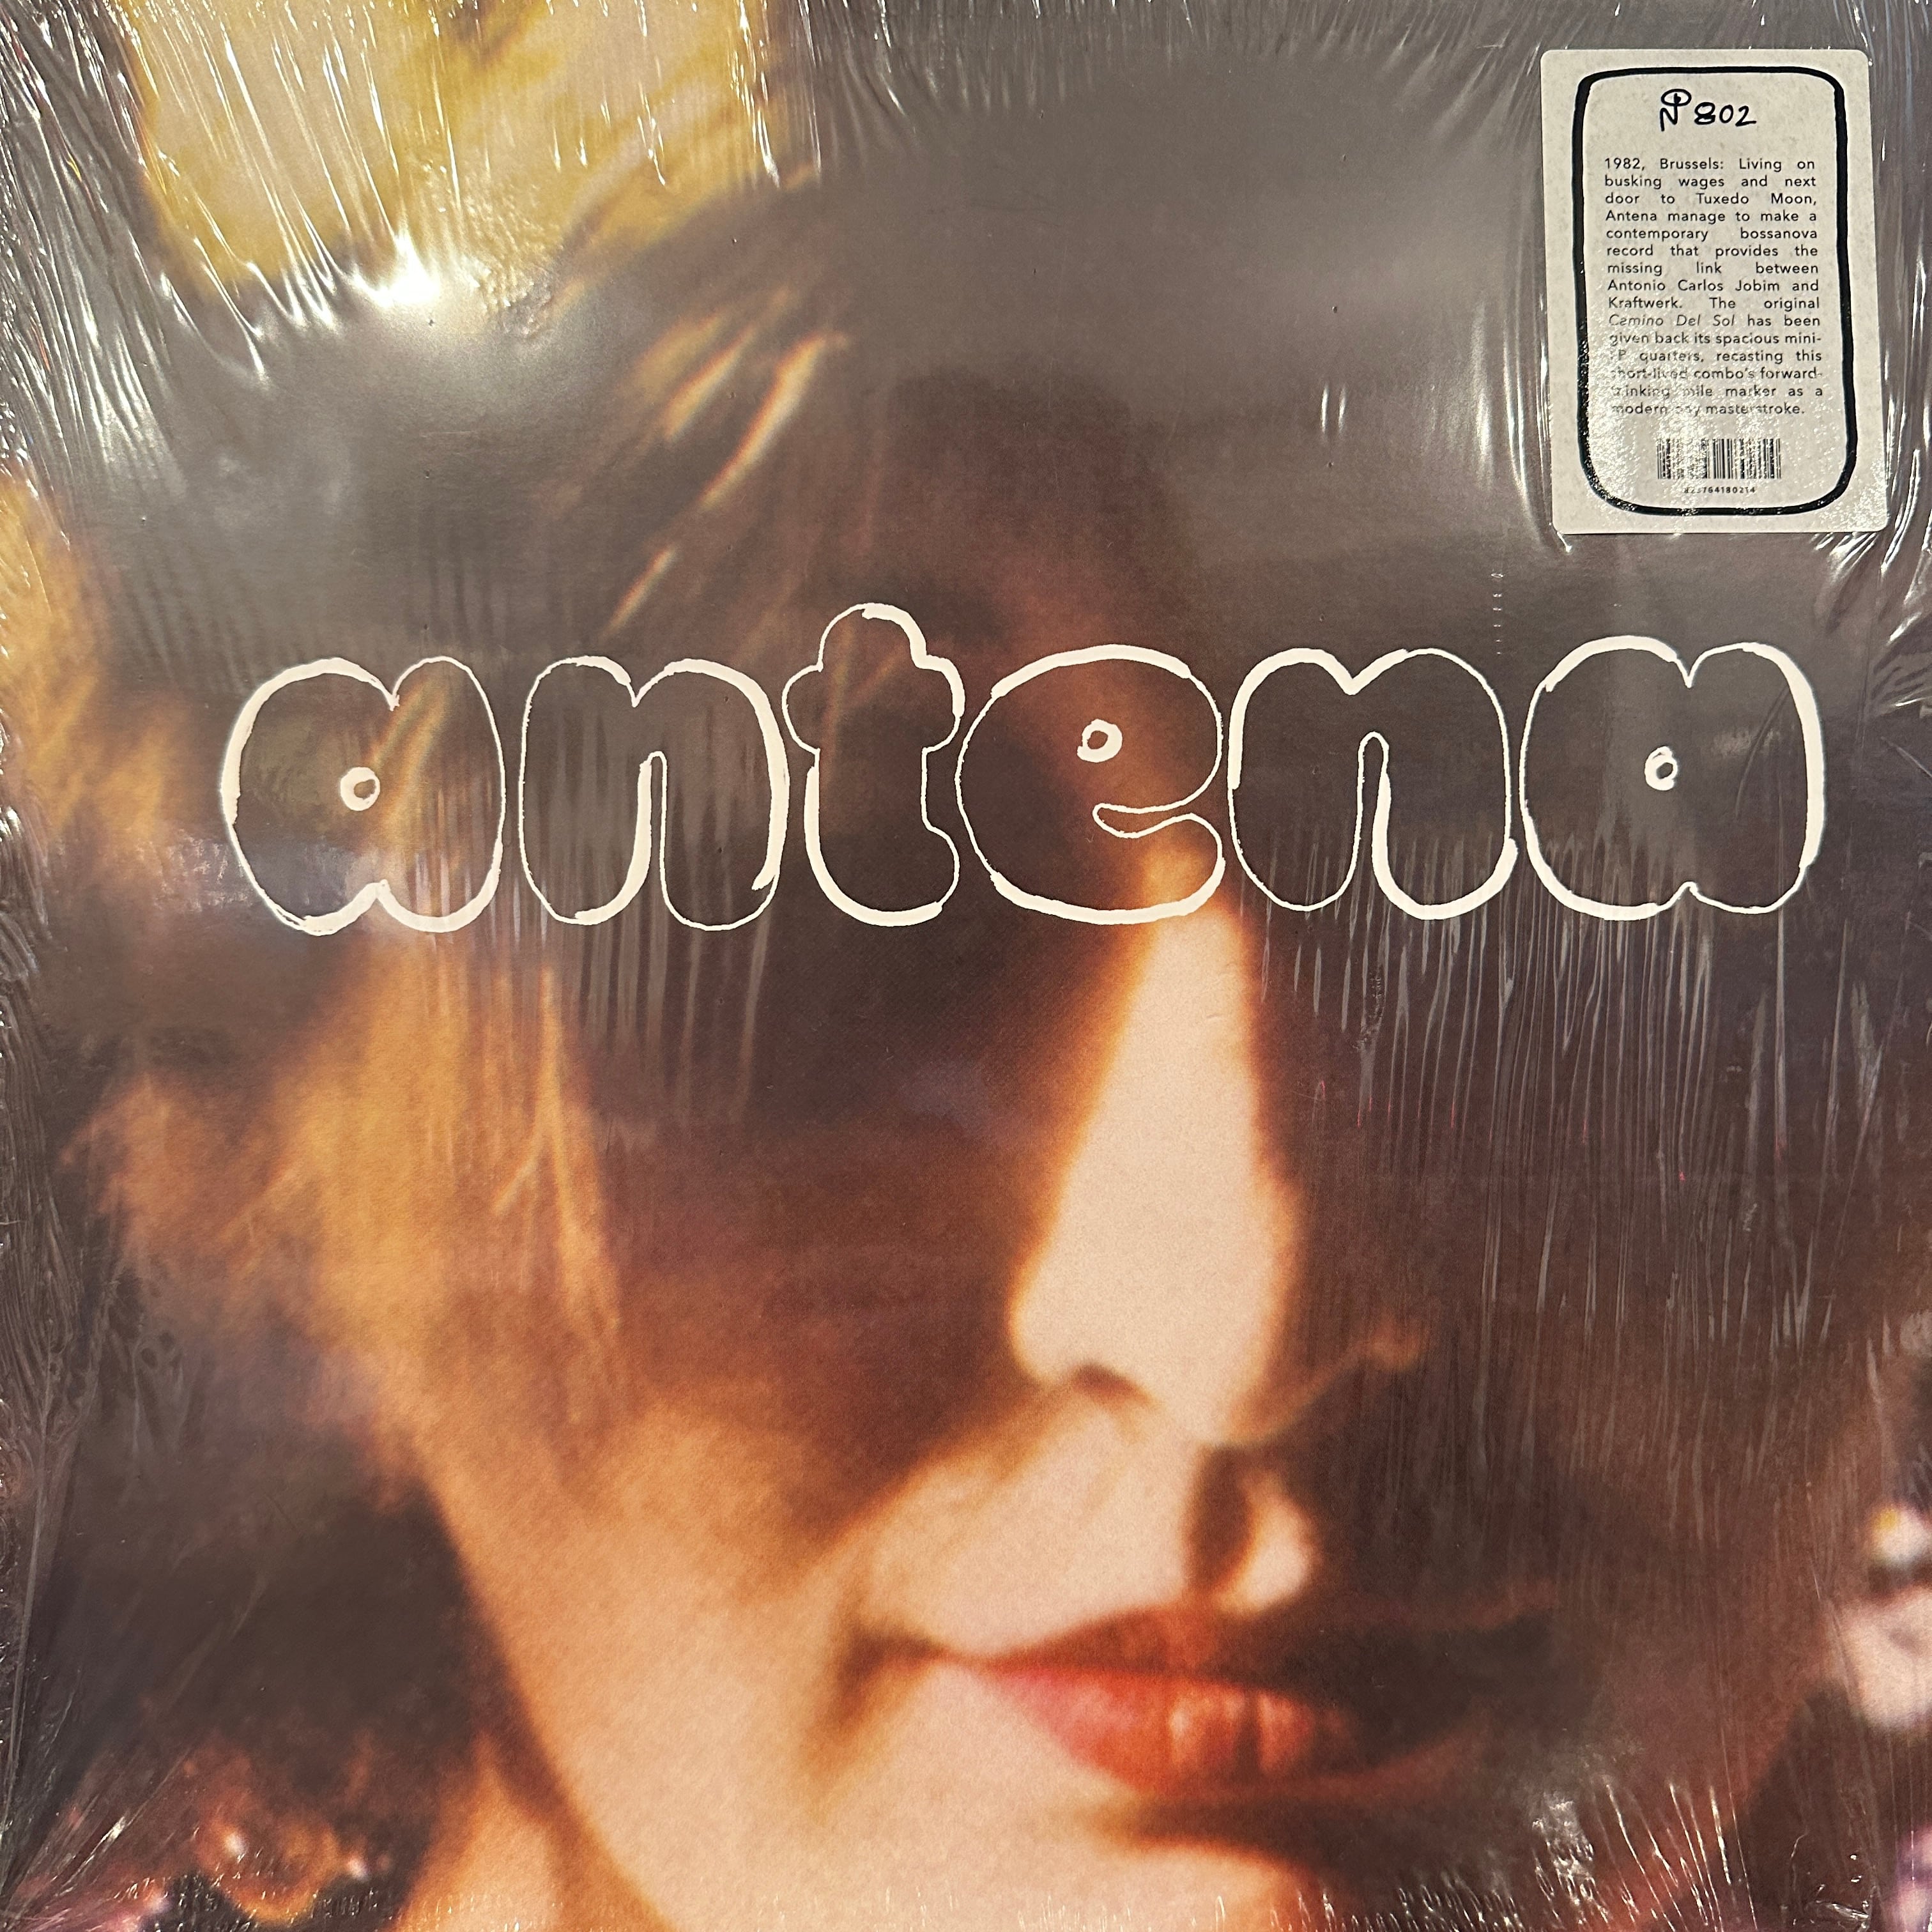 802
1982, Brussels: Living on
busking wages and next
door to Tuxedo Moon,
Antena manage to make a
contemporary bossanova
record that provides the
missing link between
Antonio Carlos Jobim and
Kraftwerk. The original
Camino Del Sol has been
given back its spacious mini-
quarters, recasting this
short-lived combo's forward-
thinking mile marker as a
modern day masterstroke.
antena